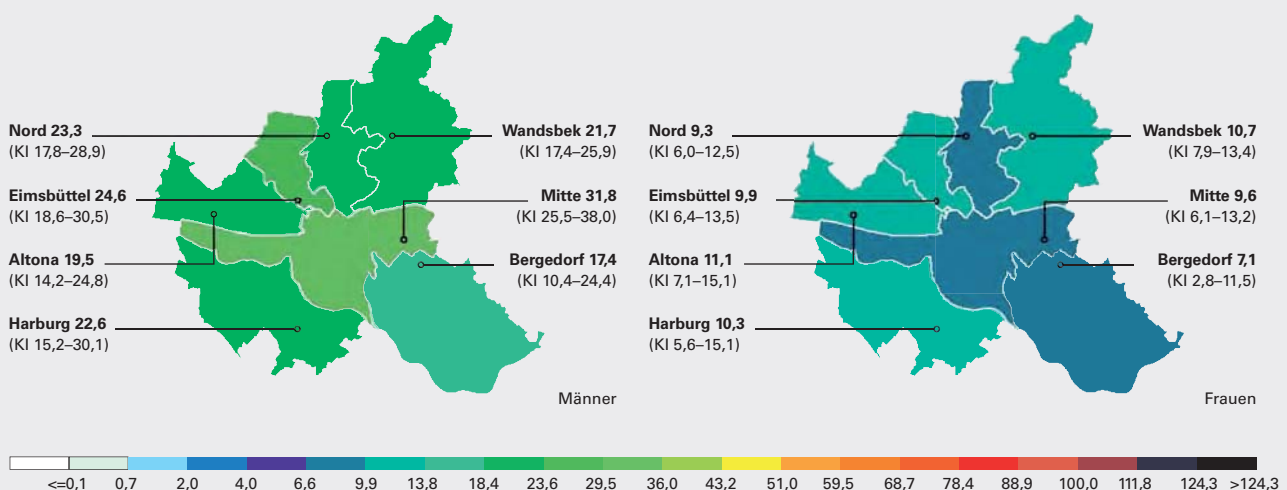 Nord 23,3
(KI 17,8–28,9)
Eimsbüttel 24,6
(KI 18,6–30,5)
Altona 19,5
(KI 14,2–24,8)
Harburg 22,6
(KI 15,2–30,1)
Wandsbek 21,7
(KI 17,4–25,9)
Mitte 31,8
(KI 25,5–38,0)
Bergedorf 17,4
(KI 10,4–24,4)
Männer
Nord 9,3
(KI 6,0–12,5)
Eimsbüttel 9,9
(KI 6,4–13,5)
Altona 11,1
(KI 7,1–15,1)
Harburg 10,3
(KI 5,6–15,1)
Wandsbek 10,7
(KI 7,9–13,4)
Mitte 9,6
(KI 6,1–13,2)
Bergedorf 7,1
(KI 2,8–11,5)
Frauen
<=0,1 0,7 2,0 4,0 6,6 9,9 13,8 18,4 23,6 29,5 36,0 43,2 51,0 59,5 68,7 78,4 88,9 100,0 111,8 124,3 >124,3